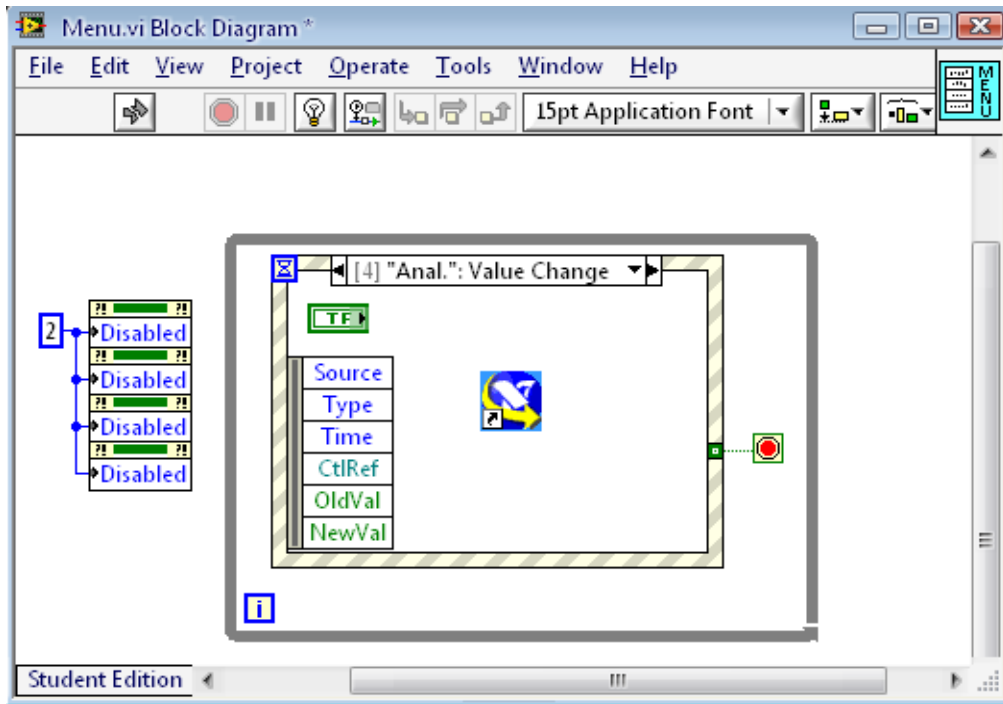 Menu.vi Block Diagram *
File Edit View Project Operate Tools Window Help
MENU
15pt Application Font
[4] "Anal.": Value Change
2
?! ?!
Disabled
?! ?!
Disabled
?! ?!
Disabled
?! ?!
Disabled
TF
Source
Type
Time
CtlRef
OldVal
NewVal
i
Student Edition